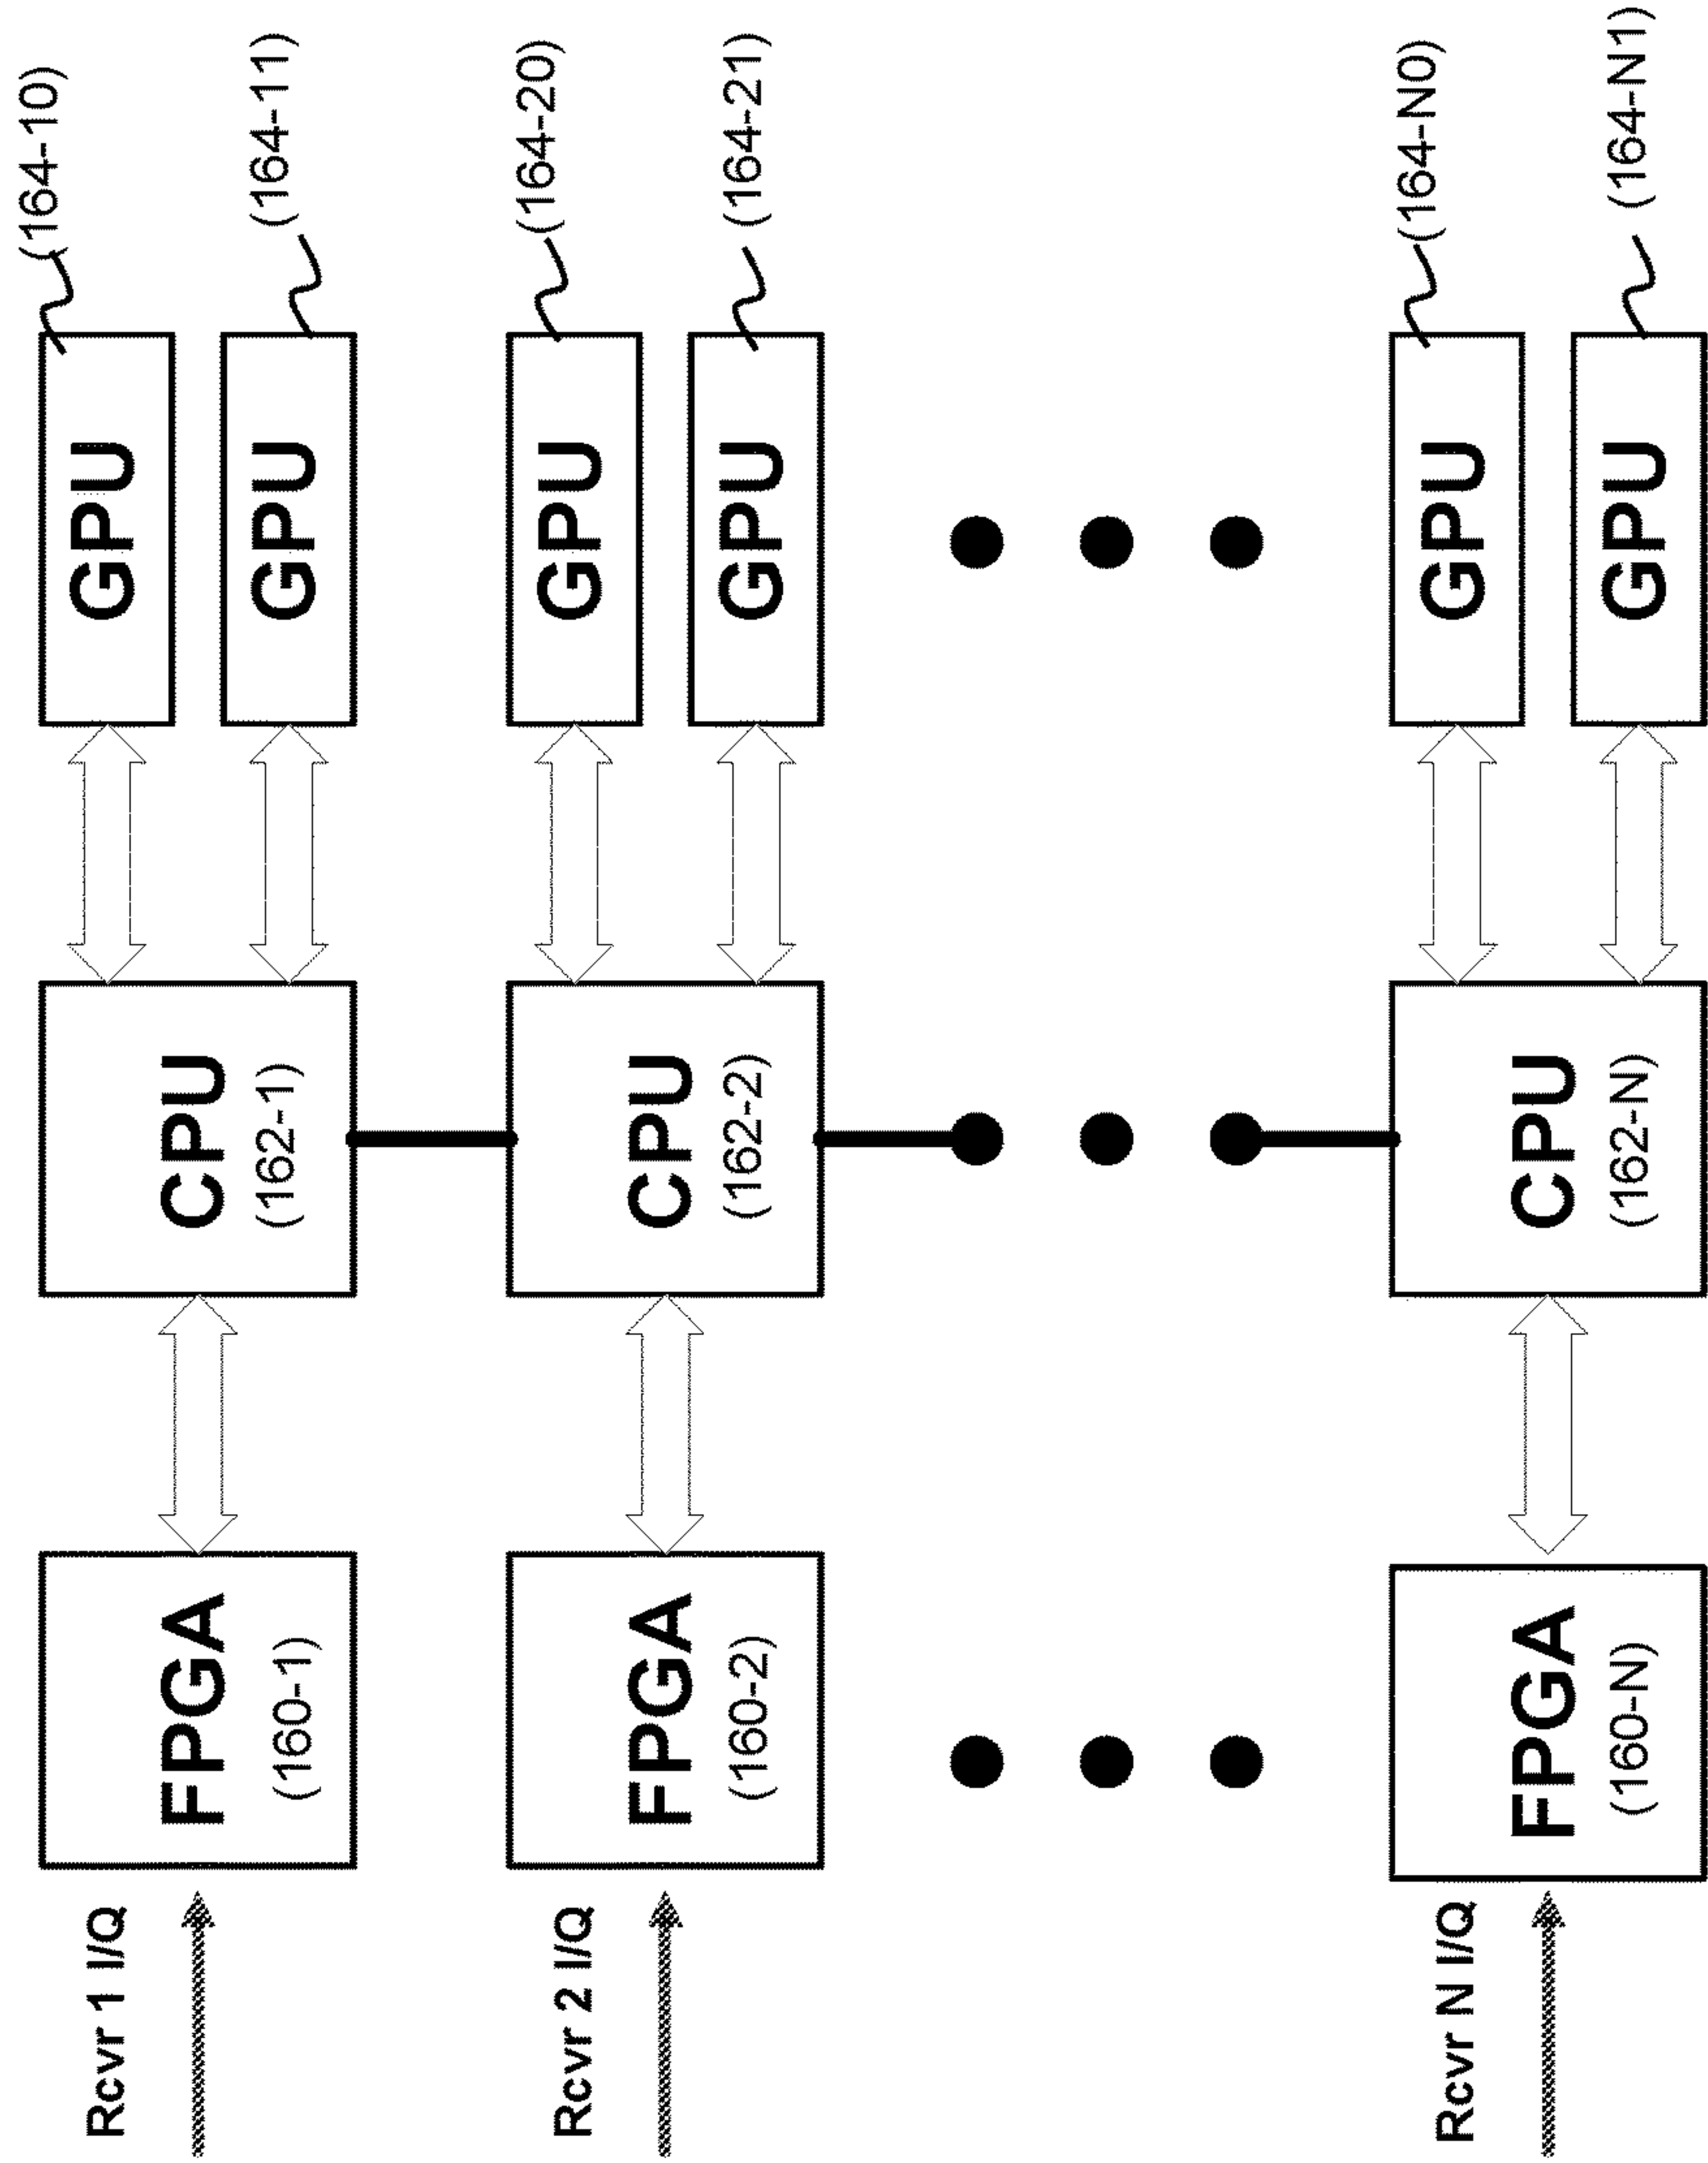 Rcvr 1 I/Q
FPGA
(160-1)
CPU
(162-1)
GPU
(164-10)
GPU
(164-11)
Rcvr 2 I/Q
FPGA
(160-2)
CPU
(162-2)
GPU
(164-20)
GPU
(164-21)
Rcvr N I/Q
FPGA
(160-N)
CPU
(162-N)
GPU
(164-N0)
GPU
(164-N1)